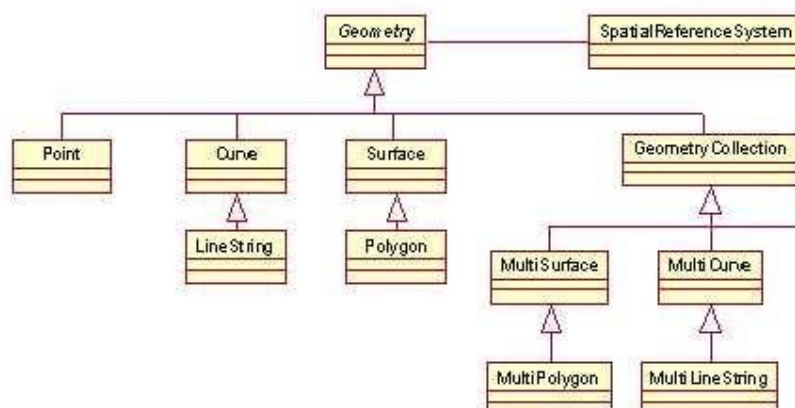 Geometry
SpatialReferenceSystem
Point
Curve
Surface
GeometryCollection
LineString
Polygon
MultiSurface
MultiCurve
MultiPolygon
MultiLineString